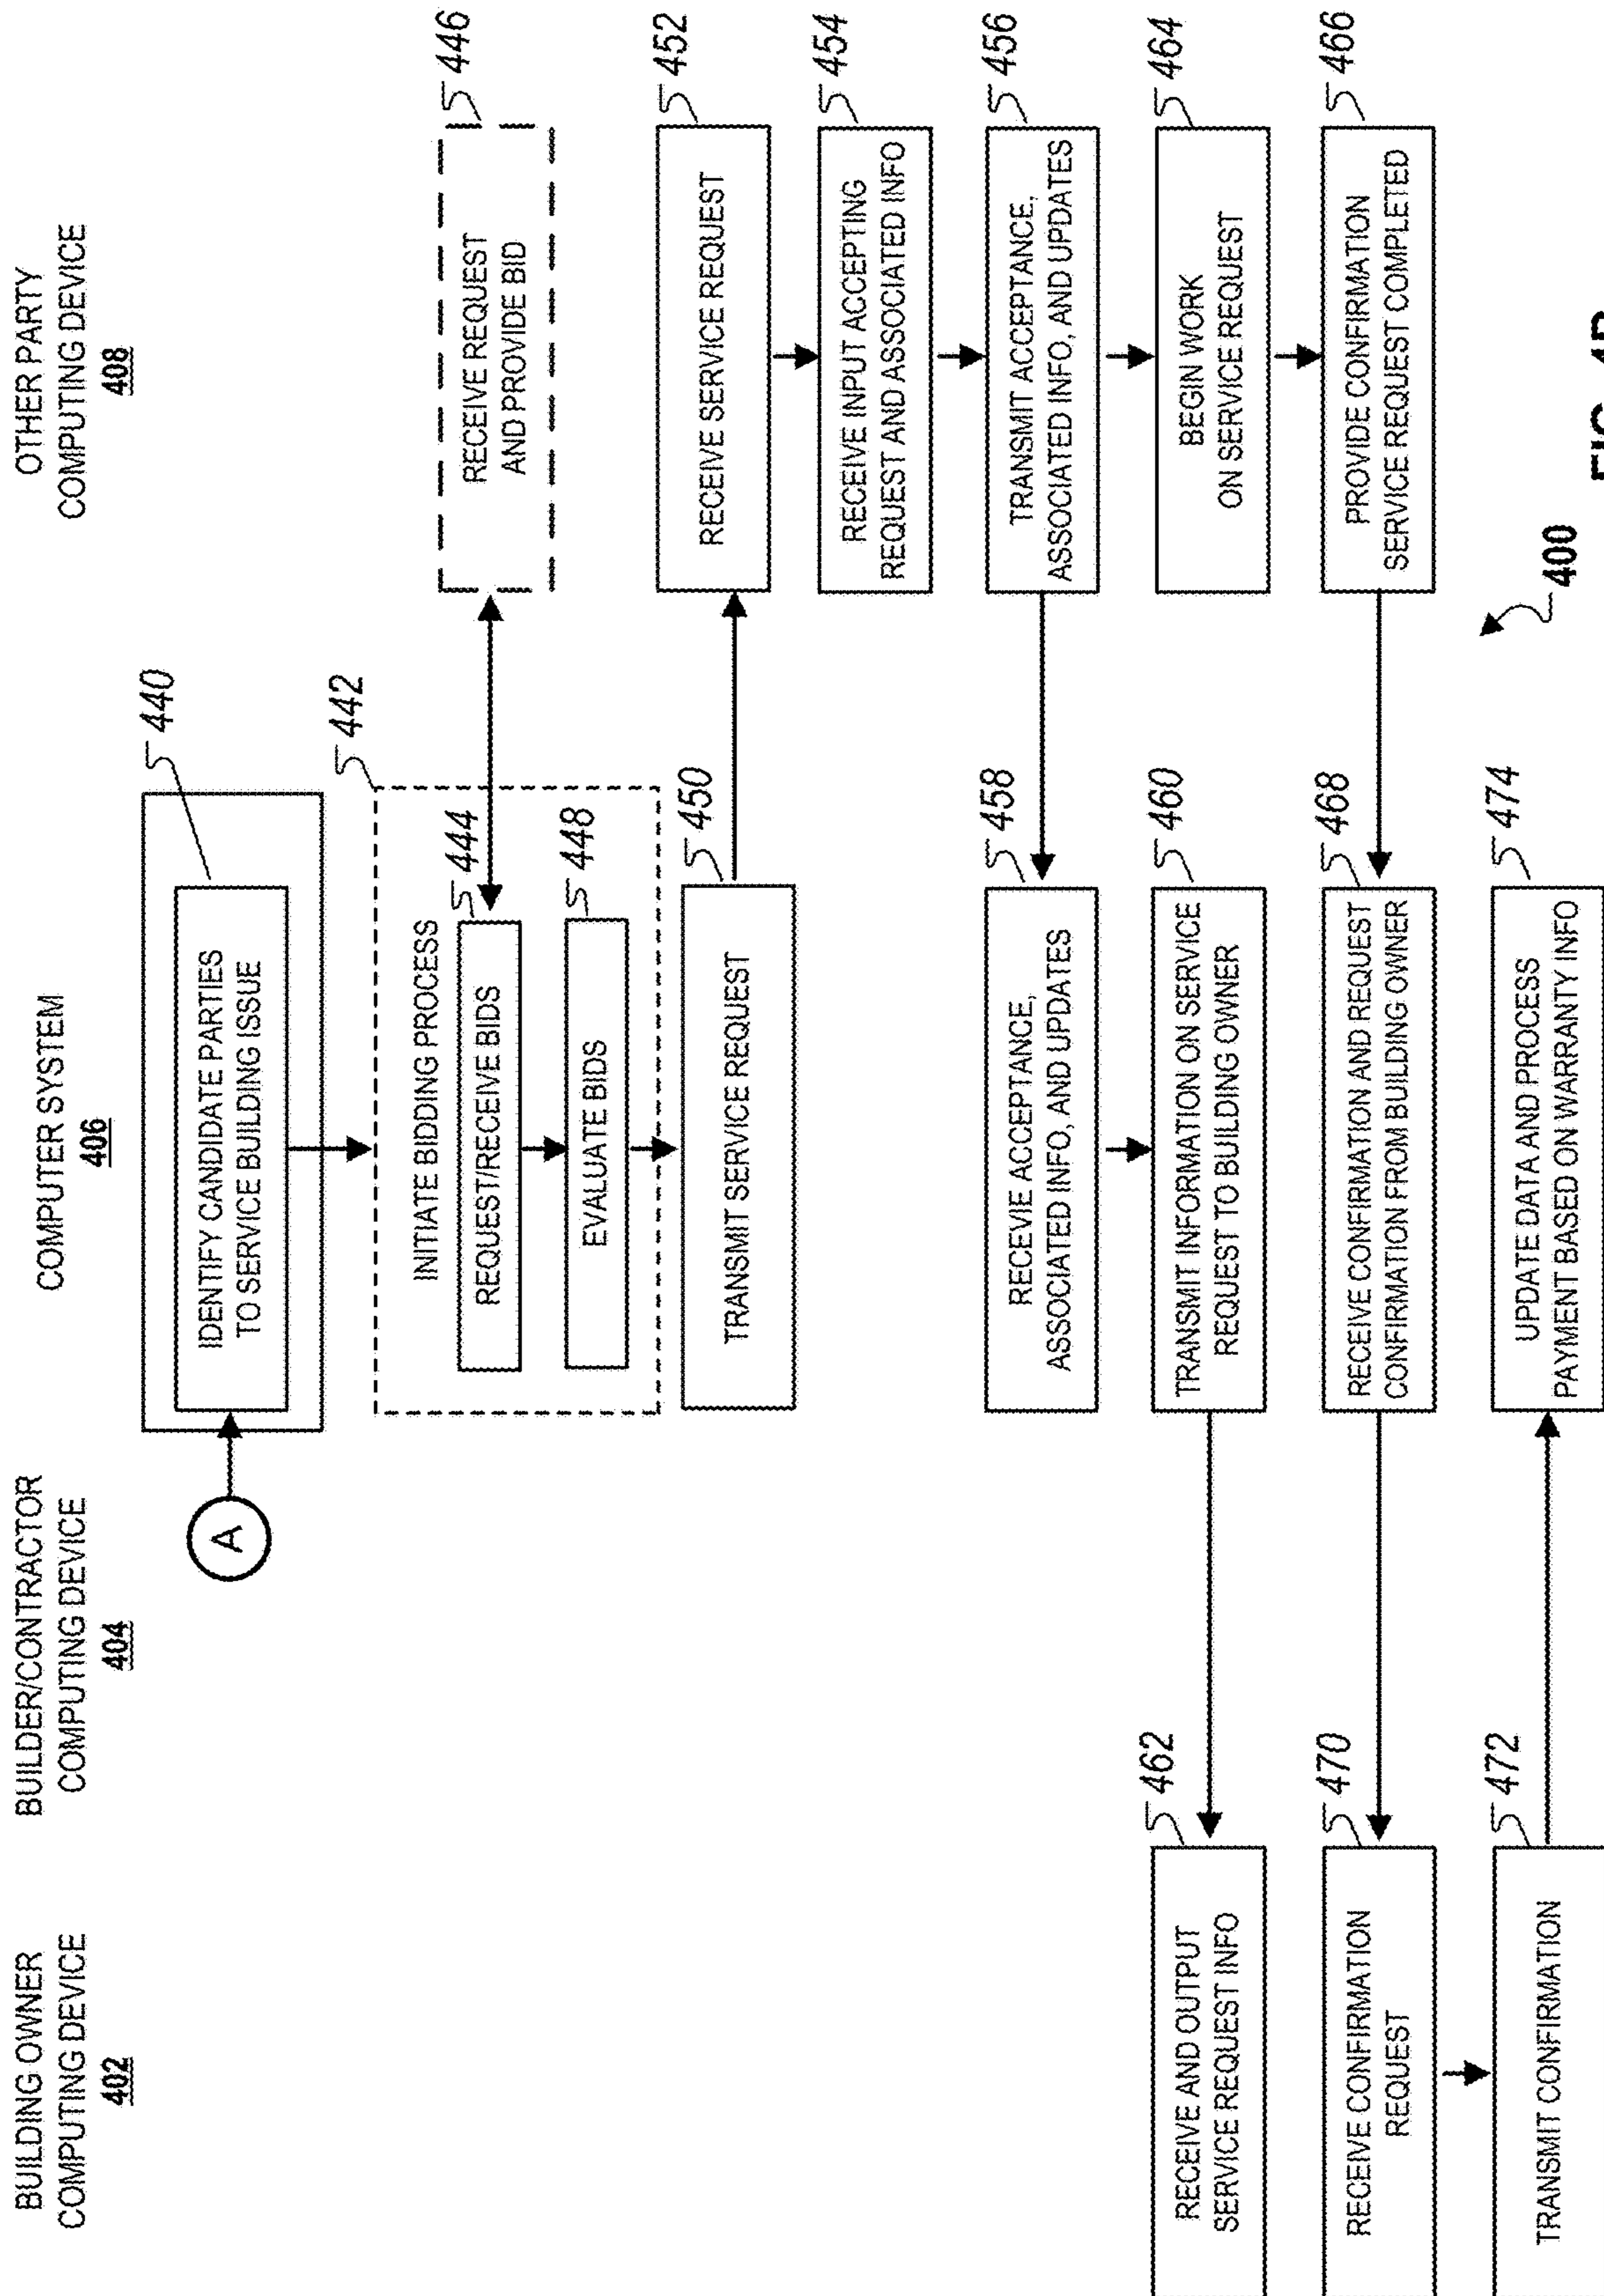 BUILDING OWNER
COMPUTING DEVICE
402
BUILDER/CONTRACTOR
COMPUTING DEVICE
404
COMPUTER SYSTEM
406
OTHER PARTY
COMPUTING DEVICE
408
A
440
IDENTIFY CANDIDATE PARTIES
TO SERVICE BUILDING ISSUE
442
INITIATE BIDDING PROCESS
444
REQUEST/RECEIVE BIDS
446
RECEIVE REQUEST
AND PROVIDE BID
448
EVALUATE BIDS
450
TRANSMIT SERVICE REQUEST
452
RECEIVE SERVICE REQUEST
454
RECEIVE INPUT ACCEPTING
REQUEST AND ASSOCIATED INFO
456
TRANSMIT ACCEPTANCE,
ASSOCIATED INFO, AND UPDATES
458
RECEVIE ACCEPTANCE,
ASSOCIATED INFO, AND UPDATES
460
TRANSMIT INFORMATION ON SERVICE
REQUEST TO BUILDING OWNER
462
RECEIVE AND OUTPUT
SERVICE REQUEST INFO
464
BEGIN WORK
ON SERVICE REQUEST
466
PROVIDE CONFIRMATION
SERVICE REQUEST COMPLETED
468
RECEIVE CONFIRMATION AND REQUEST
CONFIRMATION FROM BUILDING OWNER
470
RECEIVE CONFIRMATION
REQUEST
472
TRANSMIT CONFIRMATION
474
UPDATE DATA AND PROCESS
PAYMENT BASED ON WARRANTY INFO
400